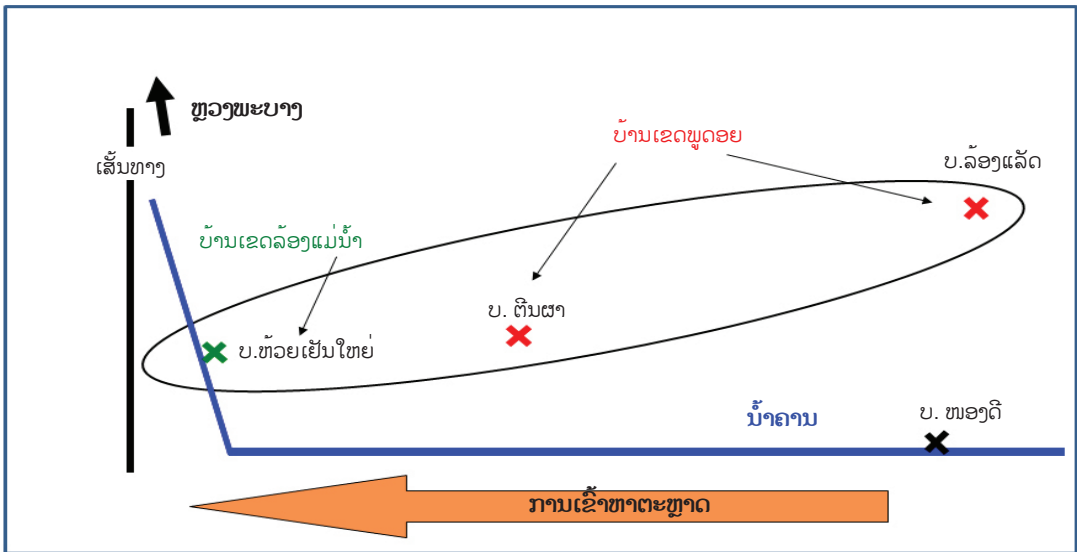 ຫຼວງພະບາງ
ເສັ້ນທາງ
ບ້ານເຂດພູດອຍ
ບ.ລ້ອງແລັດ
ບ້ານເຂດລ້ອງແມ່ນ້ຳ
ບ. ຕີນຜາ
ບ.ຫ້ວຍເຢັນໃຫຍ່
ນ້ຳຄານ
ບ. ໜອງດີ
ການເຂົ້າຫາຕະຫຼາດ